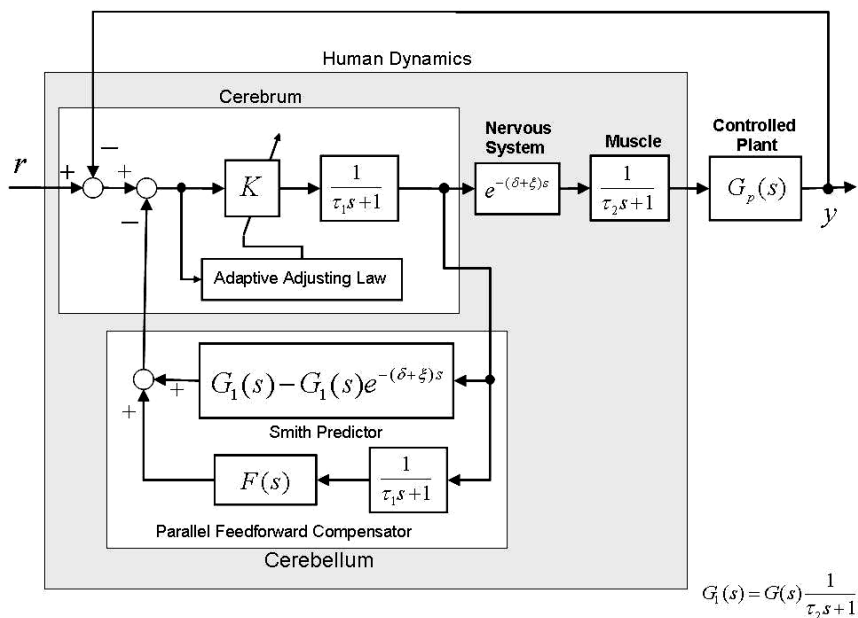 Human Dynamics
Cerebrum
Nervous System
Muscle
Controlled Plant
r
+
−
+
−
K
1/(τ₁s+1)
e^{−(δ+ξ)s}
1/(τ₂s+1)
G_p(s)
y
Adaptive Adjusting Law
G₁(s)−G₁(s)e^{−(δ+ξ)s}
+
+
Smith Predictor
F(s)
1/(τ₁s+1)
Parallel Feedforward Compensator
Cerebellum
G₁(s)=G(s) 1/(τ₂s+1)